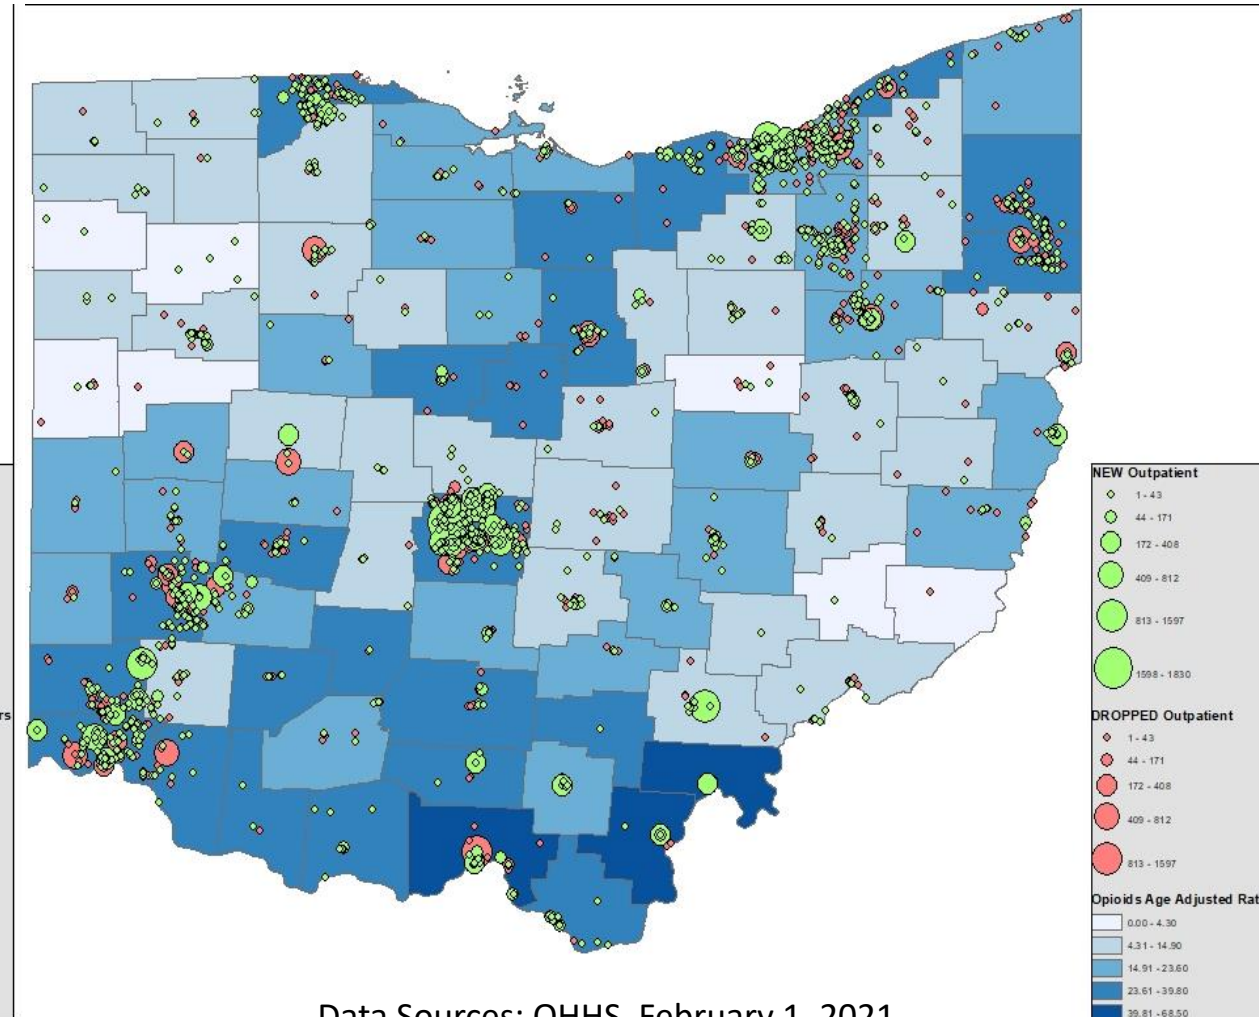 rs
NEW Outpatient
1 - 43
44 - 171
172 - 408
409 - 812
813 - 1597
1598 - 1830
DROPPED Outpatient
1 - 43
44 - 171
172 - 408
409 - 812
813 - 1597
Opioids Age Adjusted Rat
0.00 - 4.30
4.31 - 14.90
14.91 - 23.60
23.61 - 39.80
39.81 - 68.50
Data Sources: OHHS, February 1, 2021